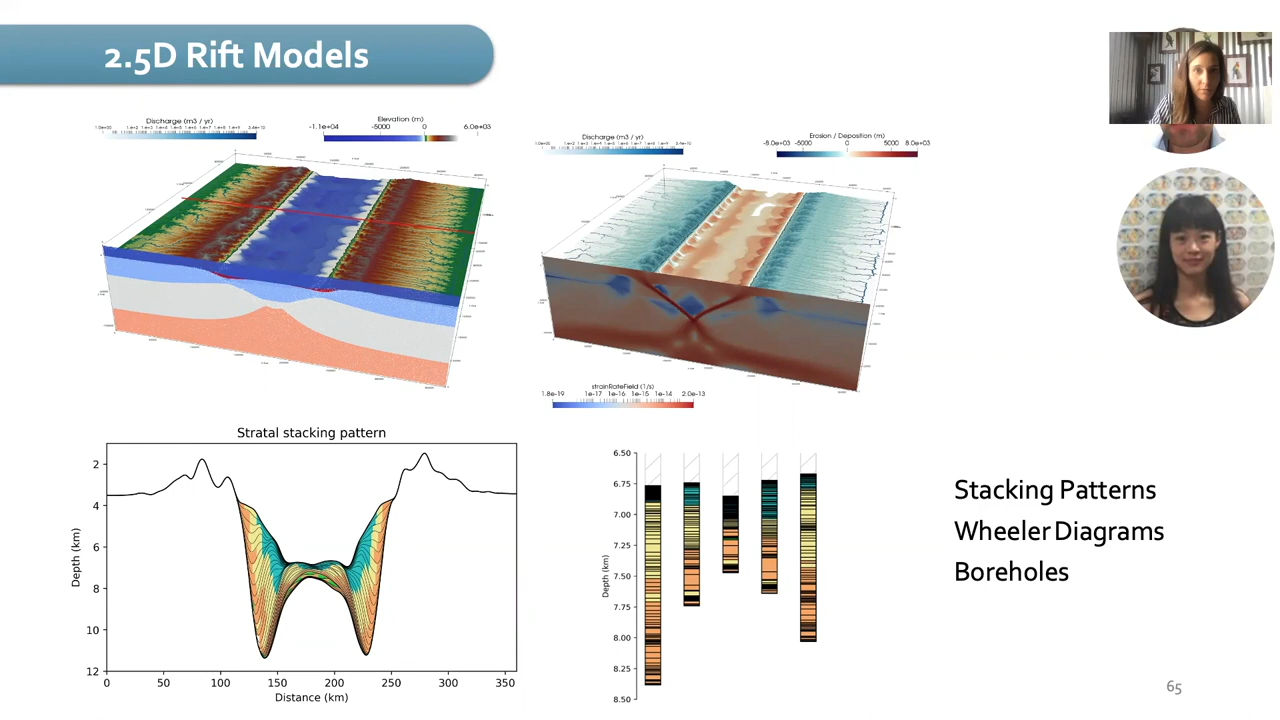 2.5D Rift Models
Discharge (m3 / yr)
Elevation (m)
-1.1e+04 -5000 0 6.0e+03
Discharge (m3 / yr)
Erosion / Deposition (m)
-8.0e+03 -5000 0 5000 8.0e+03
strainRateField (1/s)
1.8e-19 1e-17 1e-16 1e-15 1e-14 2.0e-13
Stratal stacking pattern
Depth (km)
2
4
6
8
10
12
0 50 100 150 200 250 300 350
Distance (km)
Depth (km)
6.50
6.75
7.00
7.25
7.50
7.75
8.00
8.25
8.50
Stacking Patterns
Wheeler Diagrams
Boreholes
65